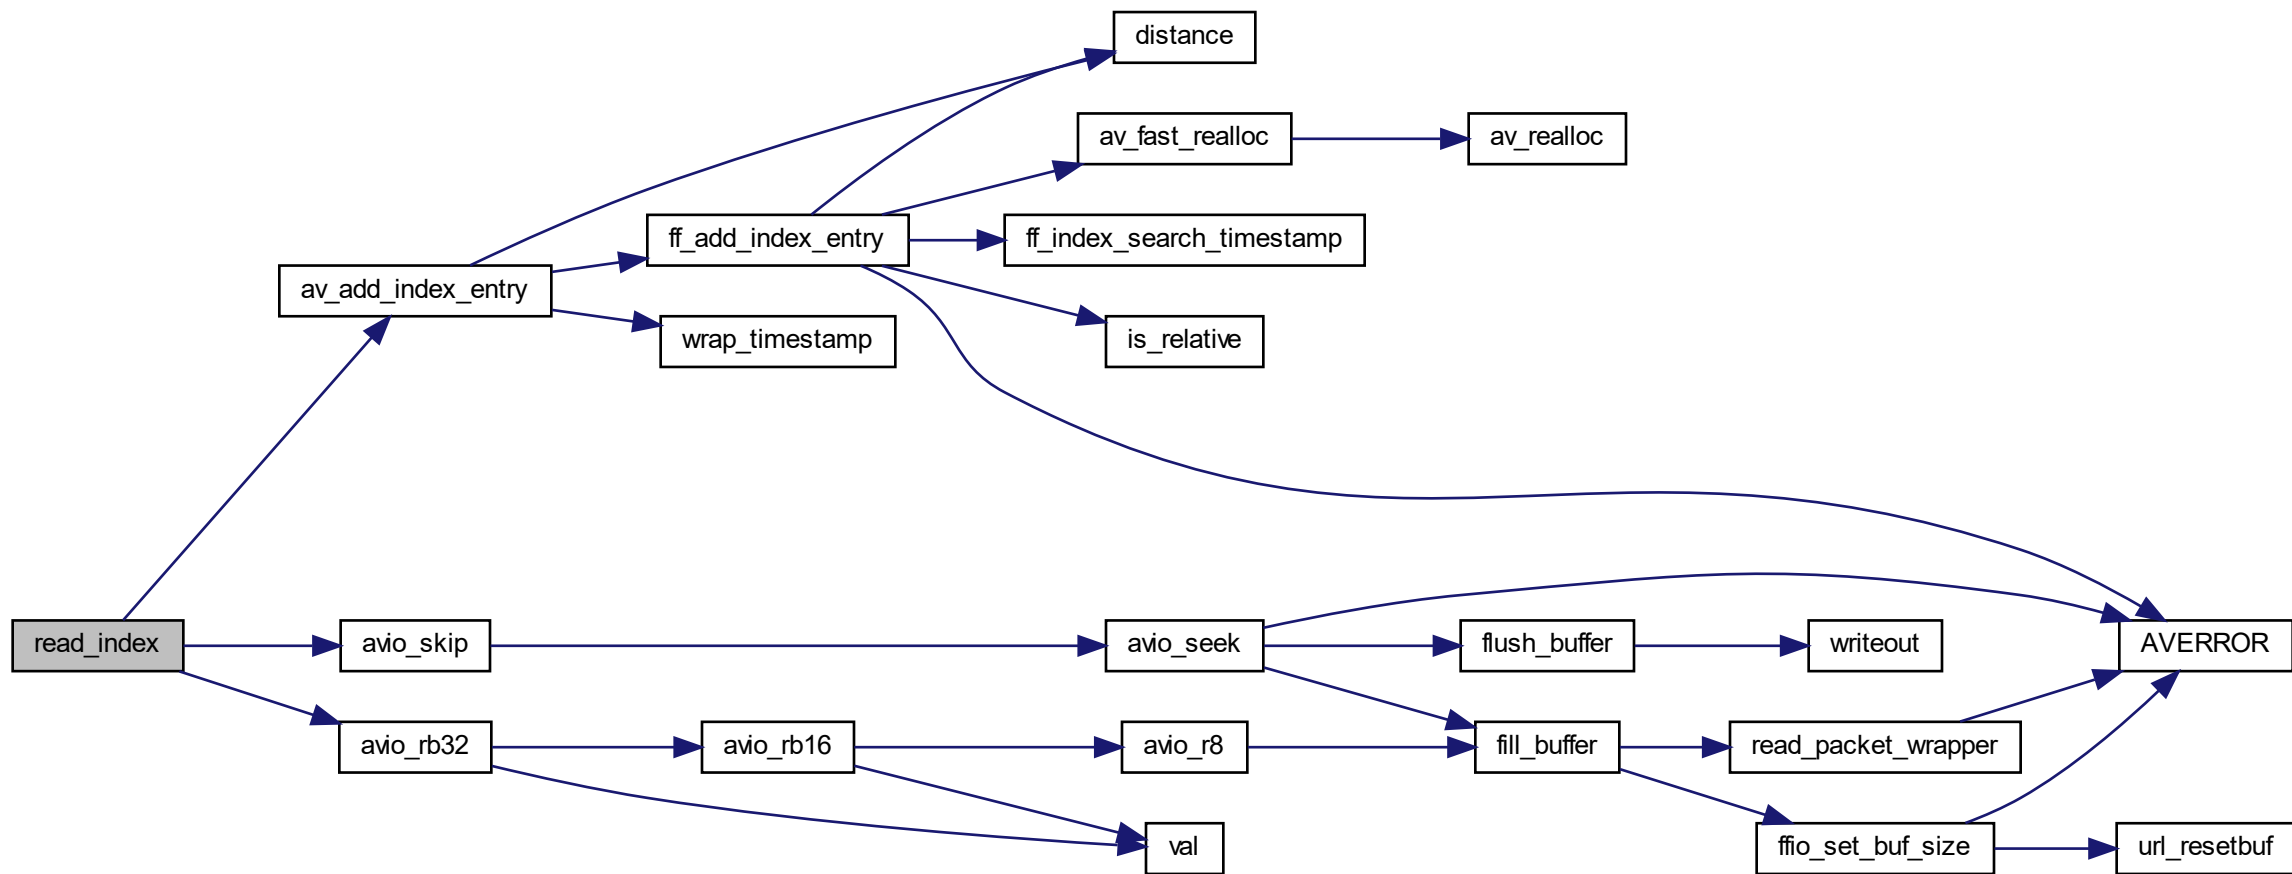 distance
av_fast_realloc
av_realloc
ff_add_index_entry
ff_index_search_timestamp
av_add_index_entry
wrap_timestamp
is_relative
read_index
avio_skip
avio_seek
flush_buffer
writeout
AVERROR
avio_rb32
avio_rb16
avio_r8
fill_buffer
read_packet_wrapper
val
ffio_set_buf_size
url_resetbuf